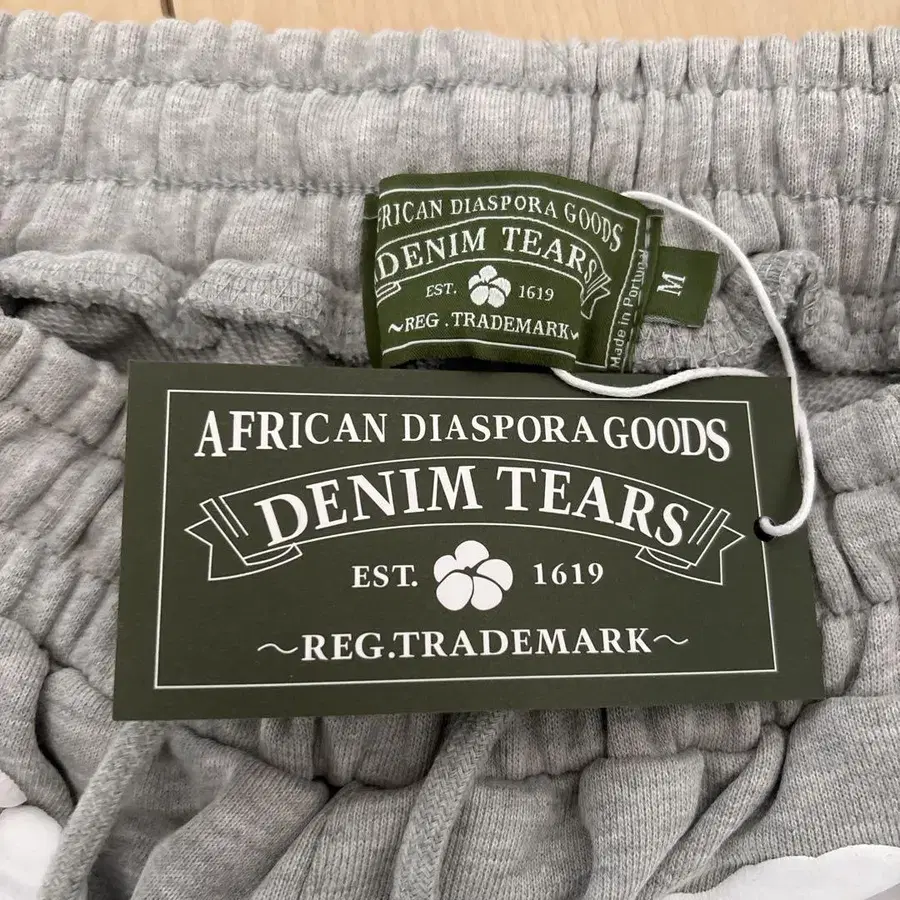 FRICAN DIASPORA GOODS
DENIM TEARS
EST. 1619
~REG. TRADEMARK~
Made in Portugal
M
AFRICAN DIASPORA GOODS
DENIM TEARS
EST. 1619
~REG.TRADEMARK~